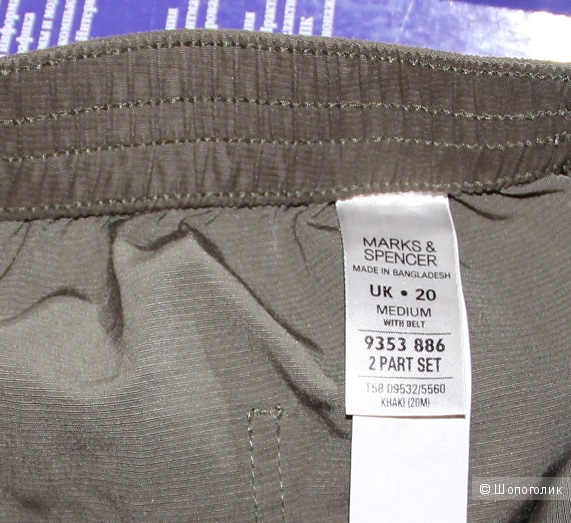 MARKS &
SPENCER
MADE IN BANGLADESH
UK • 20
MEDIUM
WITH BELT
9353 886
2 PART SET
T58 09532/5560
KHAKI (20M)
© Шопоголик